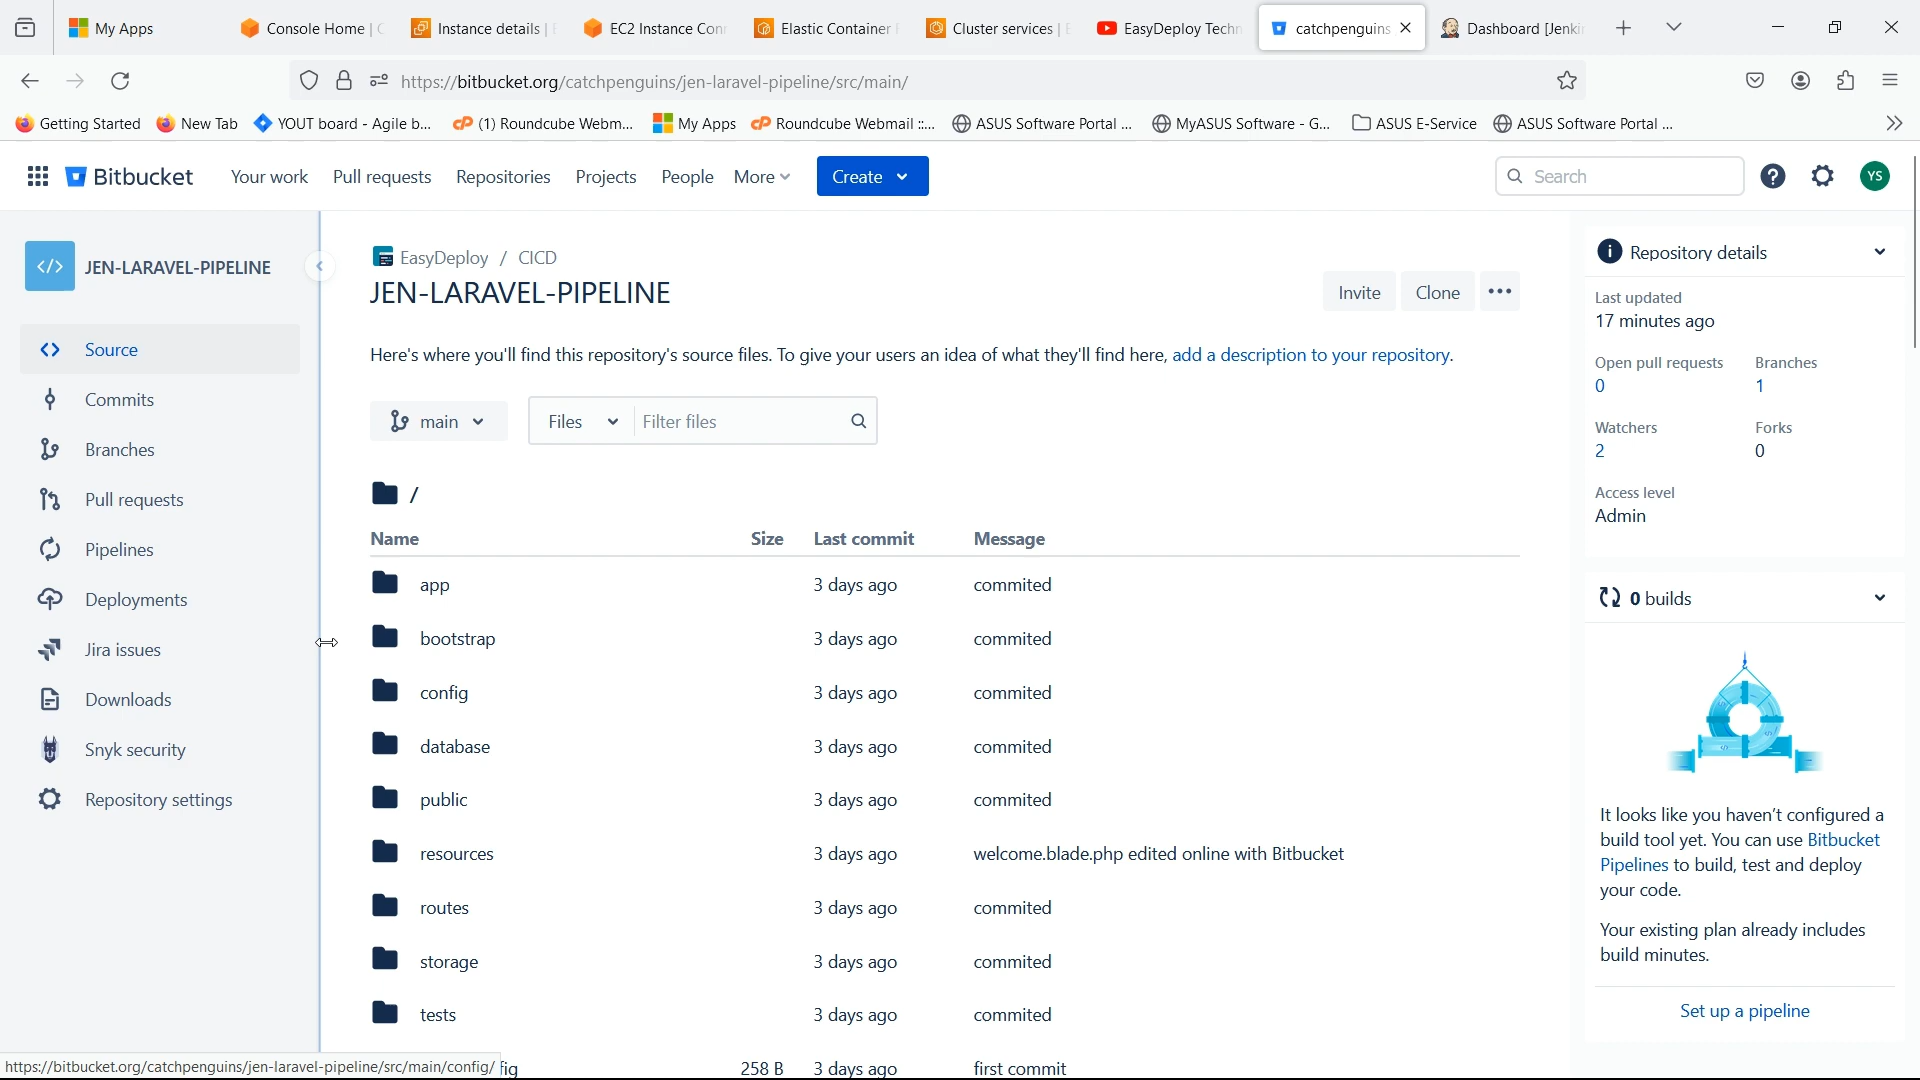 My Apps
Console Home | C
Instance details | E
EC2 Instance Con
Elastic Container
Cluster services | E
EasyDeploy Techn
catchpenguins
Dashboard [Jenki
https://bitbucket.org/catchpenguins/jen-laravel-pipeline/src/main/
Getting Started
New Tab
YOUT board - Agile b...
(1) Roundcube Webm...
My Apps
Roundcube Webmail ::...
ASUS Software Portal ...
MyASUS Software - G...
ASUS E-Service
ASUS Software Portal ...
Bitbucket
Your work
Pull requests
Repositories
Projects
People
More
Create
Search
YS
JEN-LARAVEL-PIPELINE
Source
Commits
Branches
Pull requests
Pipelines
Deployments
Jira issues
Downloads
Snyk security
Repository settings
EasyDeploy / CICD
JEN-LARAVEL-PIPELINE
Invite
Clone
Here's where you'll find this repository's source files. To give your users an idea of what they'll find here, add a description to your repository.
main
Files
Filter files
/
Name Size Last commit Message
app 3 days ago commited
bootstrap 3 days ago commited
config 3 days ago commited
database 3 days ago commited
public 3 days ago commited
resources 3 days ago welcome.blade.php edited online with Bitbucket
routes 3 days ago commited
storage 3 days ago commited
tests 3 days ago commited
fig 258 B 3 days ago first commit
https://bitbucket.org/catchpenguins/jen-laravel-pipeline/src/main/config/
Repository details
Last updated
17 minutes ago
Open pull requests Branches
0 1
Watchers Forks
2 0
Access level
Admin
0 builds
It looks like you haven't configured a
build tool yet. You can use Bitbucket
Pipelines to build, test and deploy
your code.
Your existing plan already includes
build minutes.
Set up a pipeline